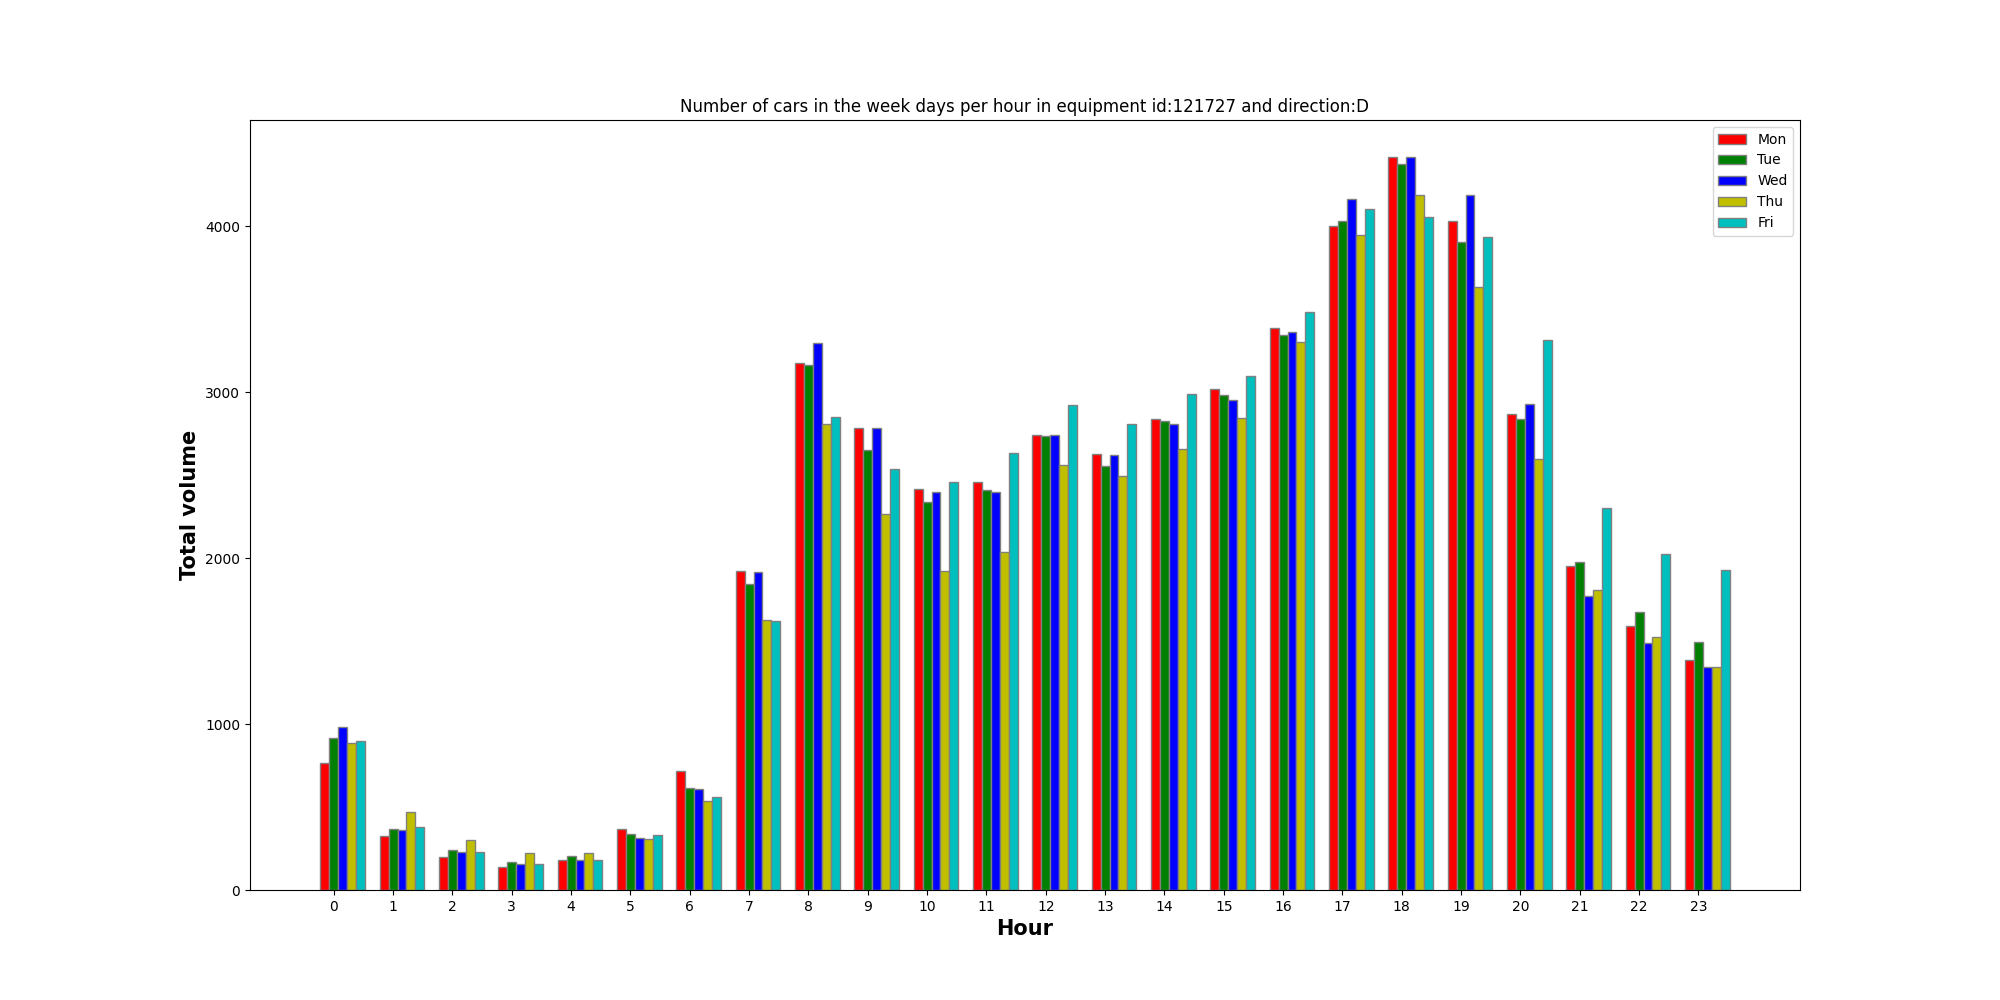 Number of cars in the week days per hour in equipment id:121727 and direction:D
Mon
Tue
Wed
Thu
Fri
Total volume
4000
3000
2000
1000
0
0 1 2 3 4 5 6 7 8 9 10 11 12 13 14 15 16 17 18 19 20 21 22 23
Hour